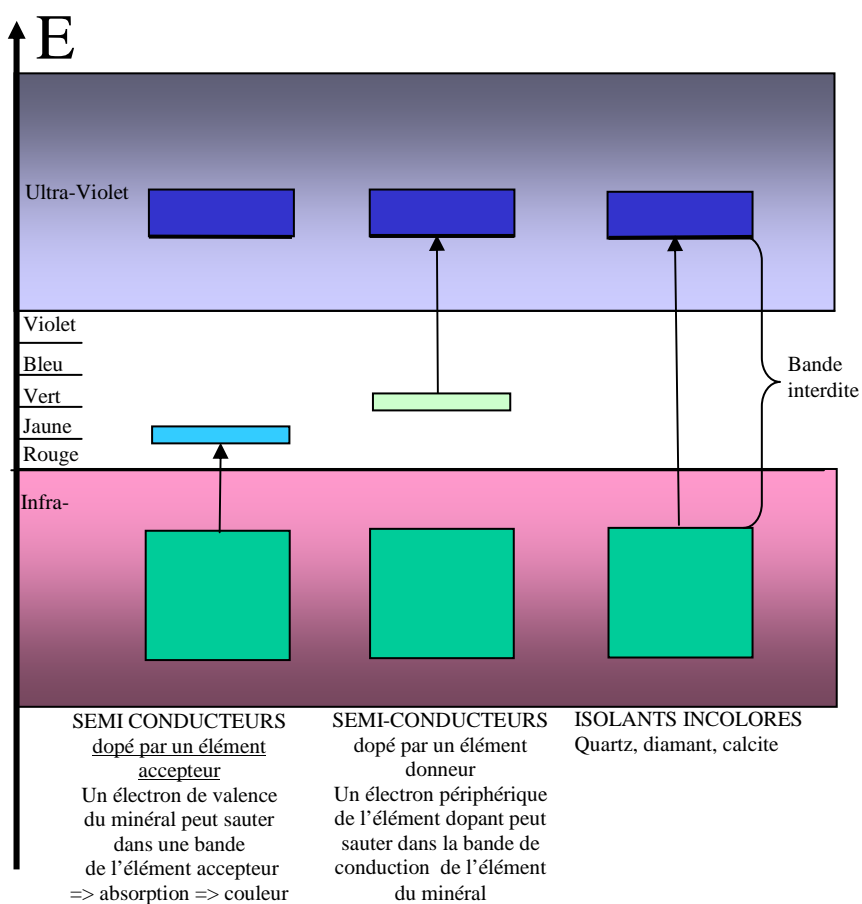 E
Ultra-Violet
Violet
Bleu
Vert
Jaune
Rouge
Infra-
Bande
interdite
SEMI CONDUCTEURS
dopé par un élément
accepteur
Un électron de valence
du minéral peut sauter
dans une bande
de l’élément accepteur
=> absorption => couleur
SEMI-CONDUCTEURS
dopé par un élément
donneur
Un électron périphérique
de l’élément dopant peut
sauter dans la bande de
conduction de l’élément
du minéral
ISOLANTS INCOLORES
Quartz, diamant, calcite